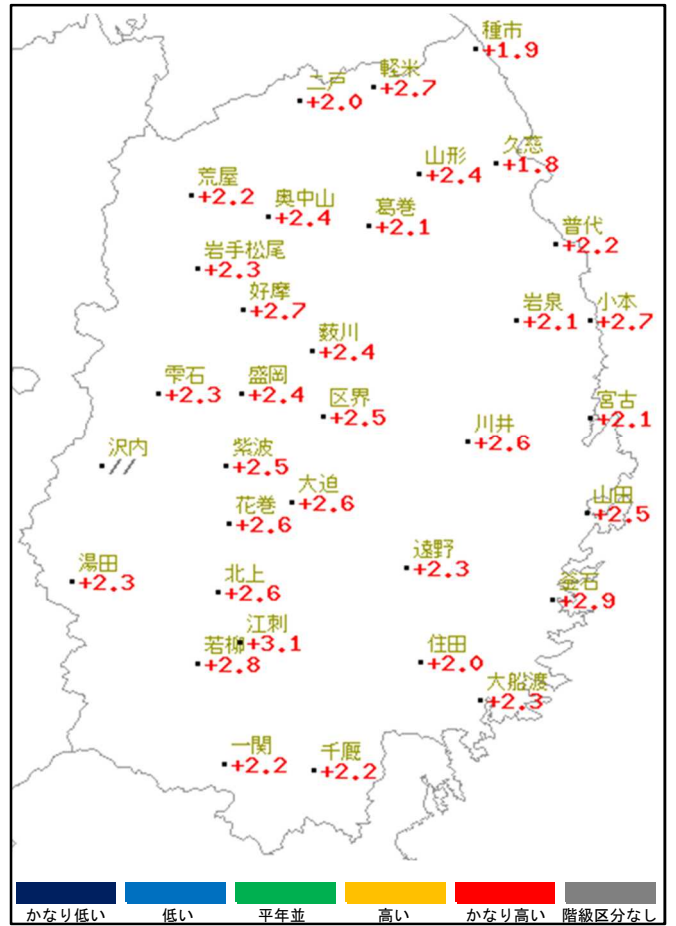 種市
+1.9
軽米
+2.7
二戸
+2.0
久慈
+1.8
山形
+2.4
荒屋
+2.2
奥中山
+2.4
葛巻
+2.1
普代
+2.2
岩手松尾
+2.3
好摩
+2.7
岩泉
+2.1
小本
+2.7
薮川
+2.4
雫石
+2.3
盛岡
+2.4
区界
+2.5
宮古
+2.1
川井
+2.6
沢内
//
紫波
+2.5
大迫
+2.6
山田
+2.5
花巻
+2.6
遠野
+2.3
湯田
+2.3
北上
+2.6
釜石
+2.9
江刺
+3.1
若柳
+2.8
住田
+2.0
大船渡
+2.3
一関
+2.2
千厩
+2.2
かなり低い 低い 平年並 高い かなり高い 階級区分なし